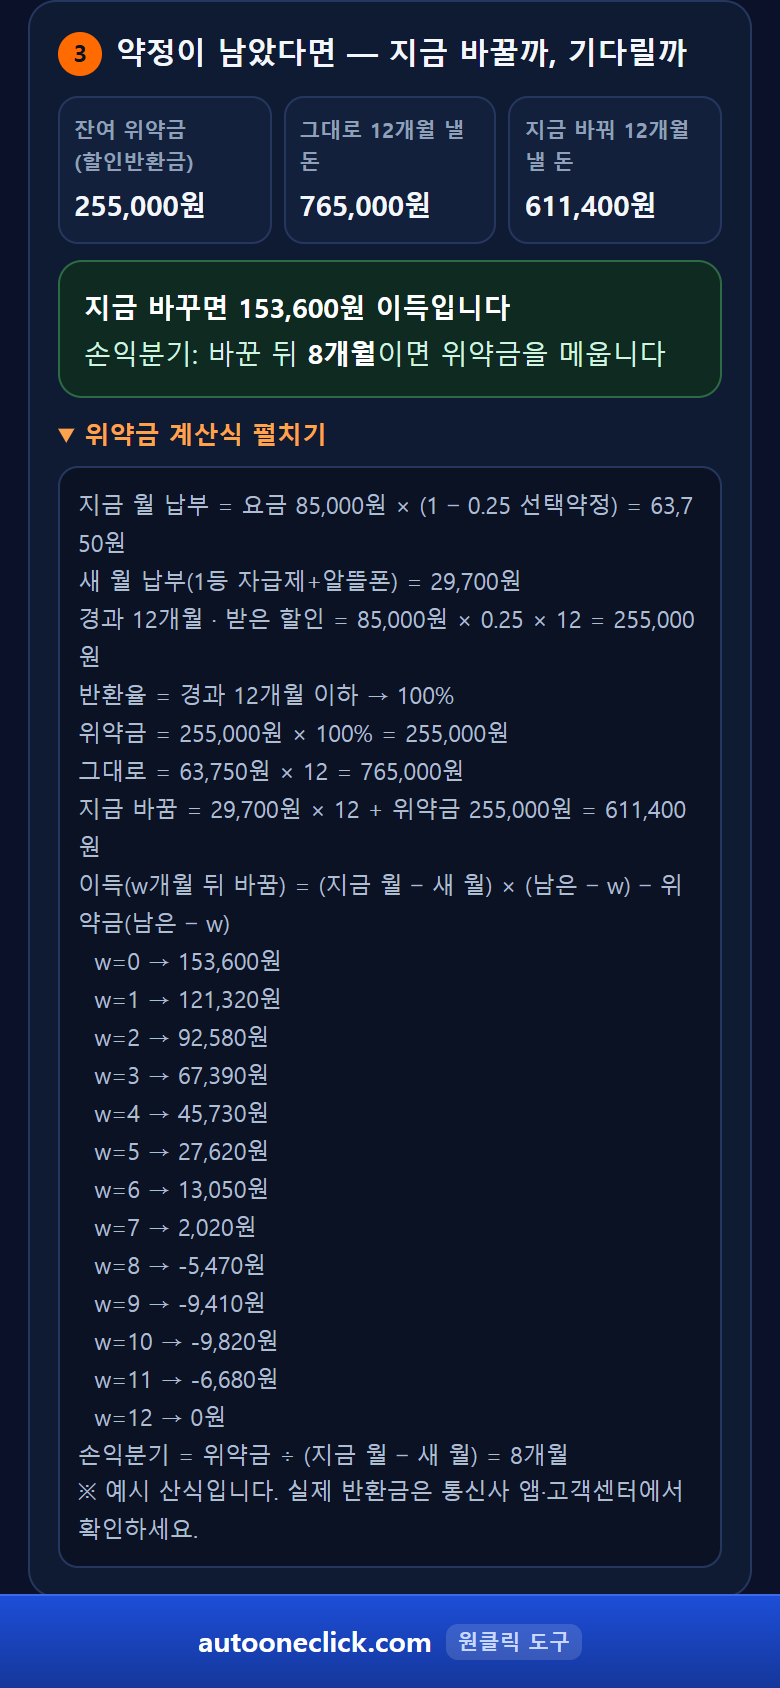 3 약정이 남았다면 — 지금 바꿀까, 기다릴까
잔여 위약금
(할인반환금)
255,000원
그대로 12개월 낼
돈
765,000원
지금 바꿔 12개월
낼 돈
611,400원
지금 바꾸면 153,600원 이득입니다
손익분기: 바꾼 뒤 8개월이면 위약금을 메웁니다
▼ 위약금 계산식 펼치기
지금 월 납부 = 요금 85,000원 × (1 − 0.25 선택약정) = 63,7
50원
새 월 납부(1등 자급제+알뜰폰) = 29,700원
경과 12개월 · 받은 할인 = 85,000원 × 0.25 × 12 = 255,000
원
반환율 = 경과 12개월 이하 → 100%
위약금 = 255,000원 × 100% = 255,000원
그대로 = 63,750원 × 12 = 765,000원
지금 바꿈 = 29,700원 × 12 + 위약금 255,000원 = 611,400
원
이득(w개월 뒤 바꿈) = (지금 월 − 새 월) × (남은 − w) − 위
약금(남은 − w)
w=0 → 153,600원
w=1 → 121,320원
w=2 → 92,580원
w=3 → 67,390원
w=4 → 45,730원
w=5 → 27,620원
w=6 → 13,050원
w=7 → 2,020원
w=8 → -5,470원
w=9 → -9,410원
w=10 → -9,820원
w=11 → -6,680원
w=12 → 0원
손익분기 = 위약금 ÷ (지금 월 − 새 월) = 8개월
※ 예시 산식입니다. 실제 반환금은 통신사 앱·고객센터에서
확인하세요.
autooneclick.com 원클릭 도구